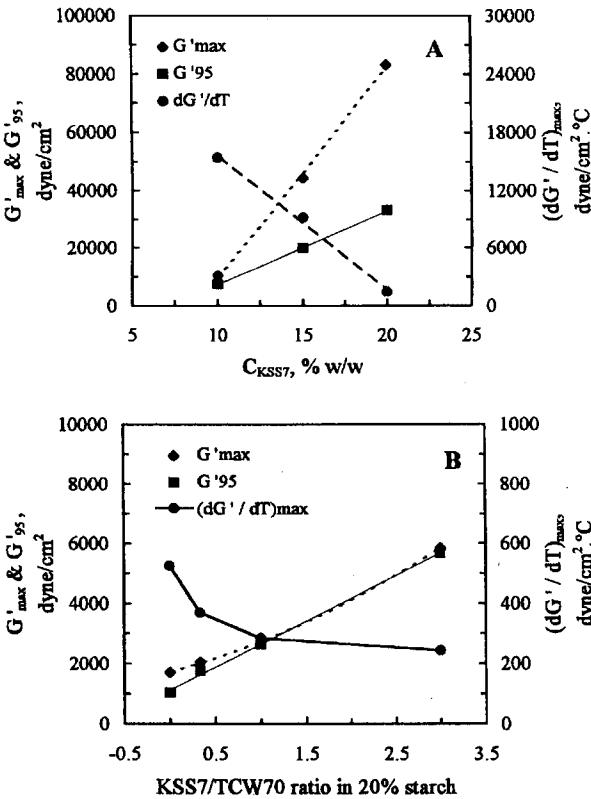 100000
80000
60000
40000
20000
0
G'max & G'95, dyne/cm²
G'max
G'95
dG'/dT
A
30000
24000
18000
12000
6000
0
(dG' / dT)max, dyne/cm².°C
5
10
15
20
25
CKSS7, % w/w
10000
8000
6000
4000
2000
0
G'max & G'95, dyne/cm²
G'max
G'95
(dG' / dT)max
B
1000
800
600
400
200
0
(dG' / dT)max, dyne/cm².°C
-0.5
0.5
1.5
2.5
3.5
KSS7/TCW70 ratio in 20% starch